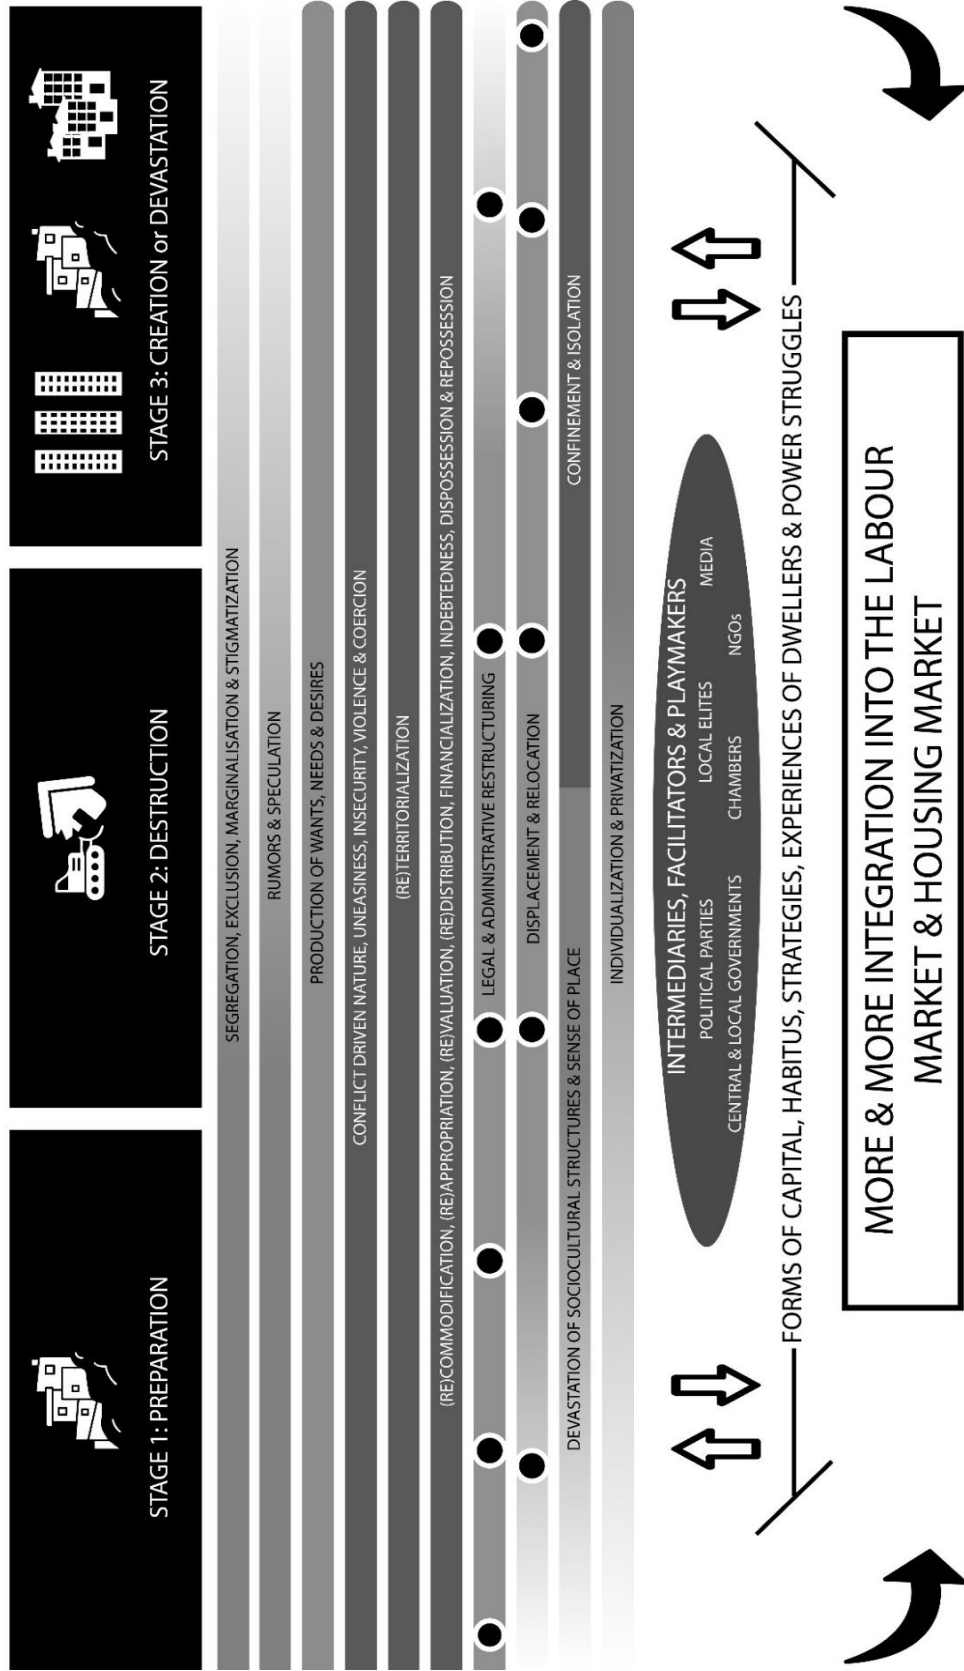 STAGE 1: PREPARATION
STAGE 2: DESTRUCTION
STAGE 3: CREATION or DEVASTATION
SEGREGATION, EXCLUSION, MARGINALISATION & STIGMATIZATION
RUMORS & SPECULATION
PRODUCTION OF WANTS, NEEDS & DESIRES
CONFLICT DRIVEN NATURE, UNEASINESS, INSECURITY, VIOLENCE & COERCION
(RE)TERRITORIALIZATION
(RE)COMMODIFICATION, (RE)APPROPRIATION, (RE)VALUATION, (RE)DISTRIBUTION, FINANCIALIZATION, INDEBTEDNESS, DISPOSSESSION & REPOSSESSION
LEGAL & ADMINISTRATIVE RESTRUCTURING
DISPLACEMENT & RELOCATION
DEVASTATION OF SOCIOCULTURAL STRUCTURES & SENSE OF PLACE
CONFINEMENT & ISOLATION
INDIVIDUALIZATION & PRIVATIZATION
INTERMEDIARIES, FACILITATORS & PLAYMAKERS
POLITICAL PARTIES
LOCAL ELITES
MEDIA
CENTRAL & LOCAL GOVERNMENTS
CHAMBERS
NGOs
FORMS OF CAPITAL, HABITUS, STRATEGIES, EXPERIENCES OF DWELLERS & POWER STRUGGLES
MORE & MORE INTEGRATION INTO THE LABOUR
MARKET & HOUSING MARKET